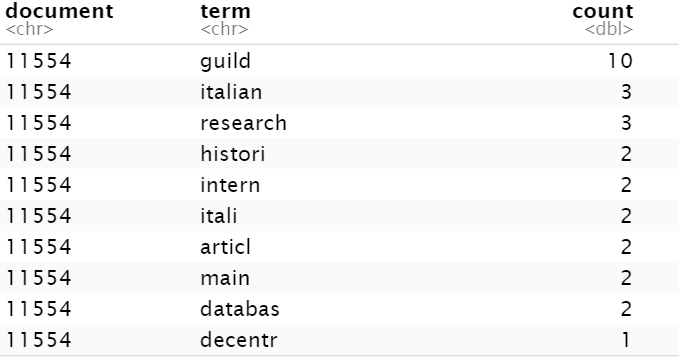 document term count
<chr> <chr> <dbl>
11554 guild 10
11554 italian 3
11554 research 3
11554 histori 2
11554 intern 2
11554 itali 2
11554 articl 2
11554 main 2
11554 databas 2
11554 decentr 1